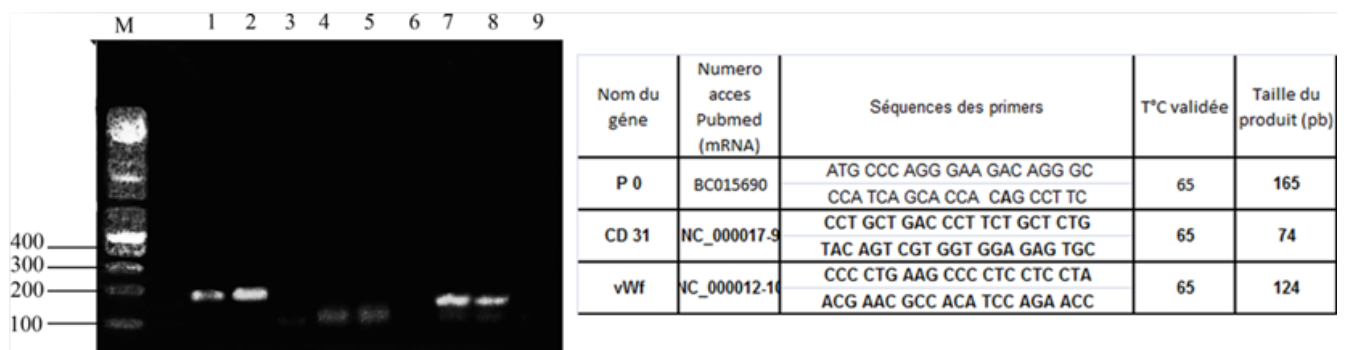 M 1 2 3 4 5 6 7 8 9
400
300
200
100
Nom du
géne
Numero
acces
Pubmed
(mRNA)
Séquences des primers
T°C validée
Taille du
produit (pb)
P 0
BC015690
ATG CCC AGG GAA GAC AGG GC
CCA TCA GCA CCA CAG CCT TC
65
165
CD 31
NC_000017-9
CCT GCT GAC CCT TCT GCT CTG
TAC AGT CGT GGT GGA GAG TGC
65
74
vWf
NC_000012-10
CCC CTG AAG CCC CTC CTC CTA
ACG AAC GCC ACA TCC AGA ACC
65
124